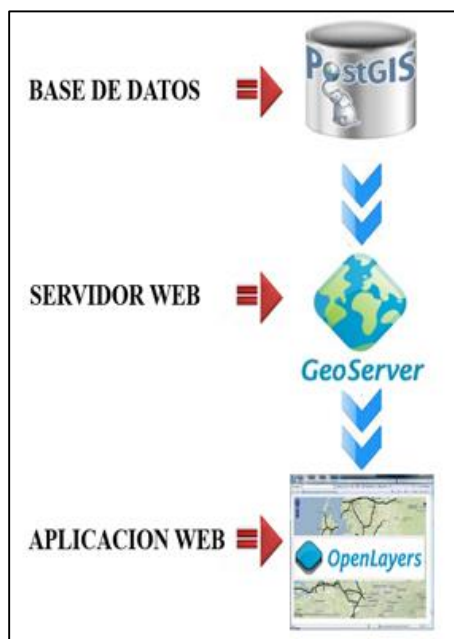 BASE DE DATOS
PostGIS
SERVIDOR WEB
GeoServer
APLICACION WEB
OpenLayers